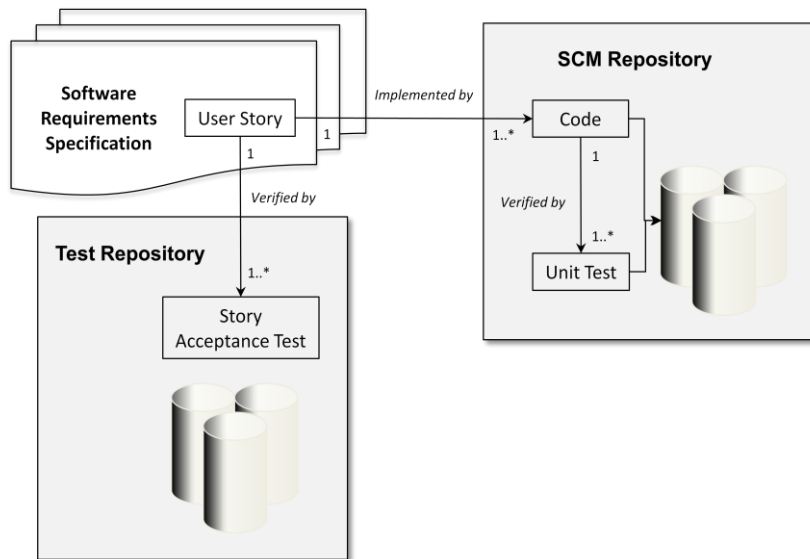 Software
Requirements
Specification
User Story
1
1
Implemented by
1..*
SCM Repository
Code
1
Verified by
1..*
Unit Test
Verified by
Test Repository
1..*
Story
Acceptance Test